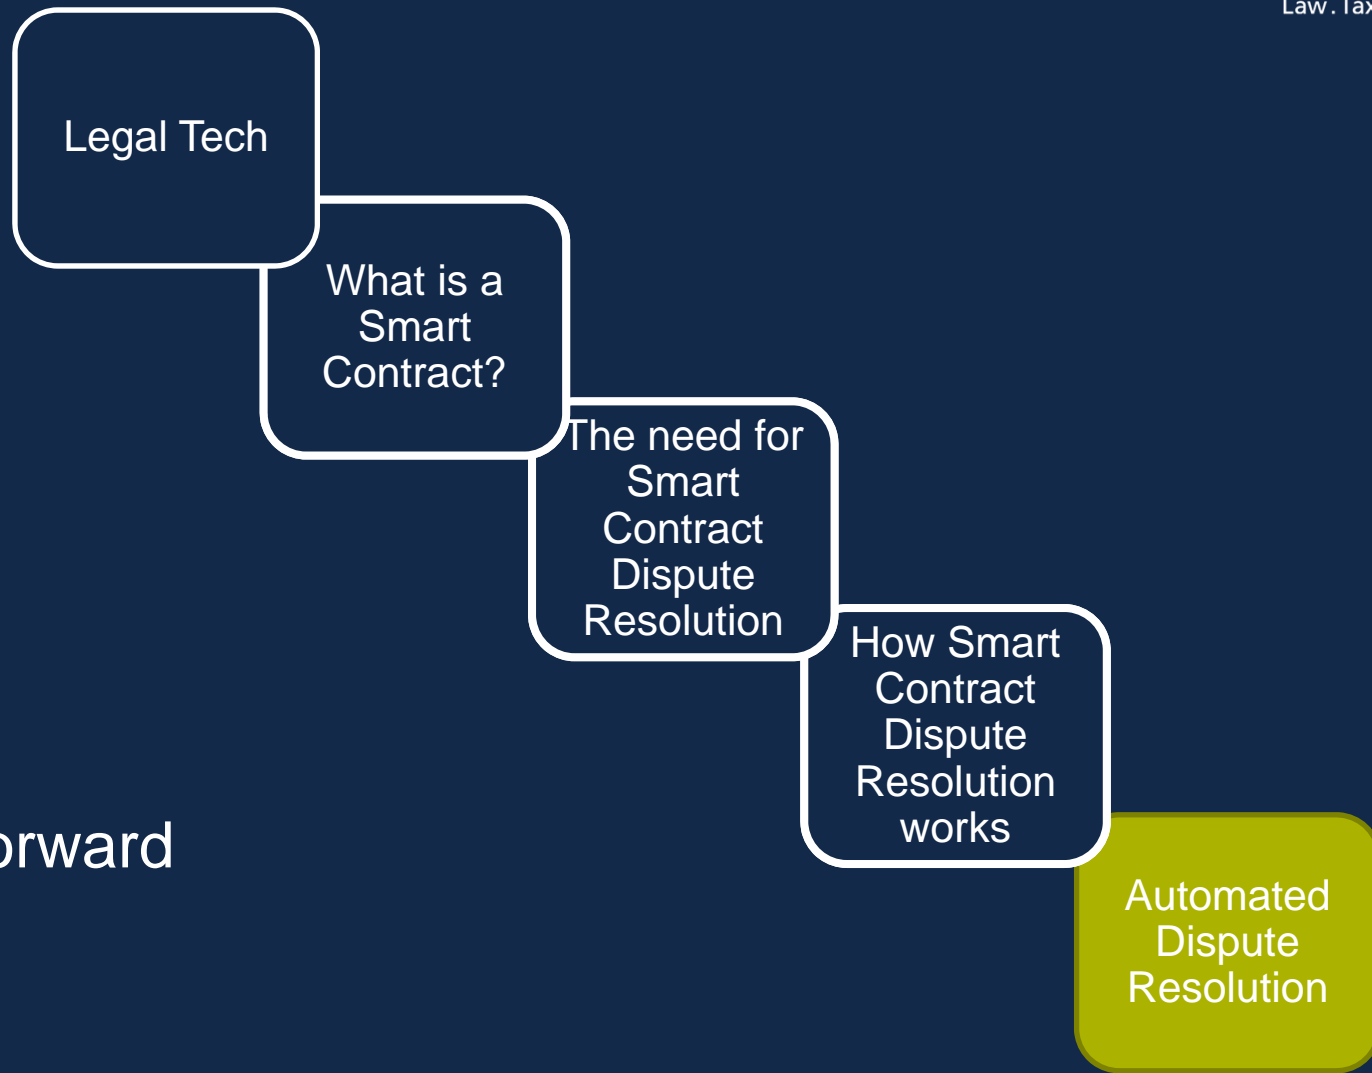 Law.Tax
Legal Tech
What is a
Smart
Contract?
The need for
Smart
Contract
Dispute
Resolution
How Smart
Contract
Dispute
Resolution
works
orward
Automated
Dispute
Resolution